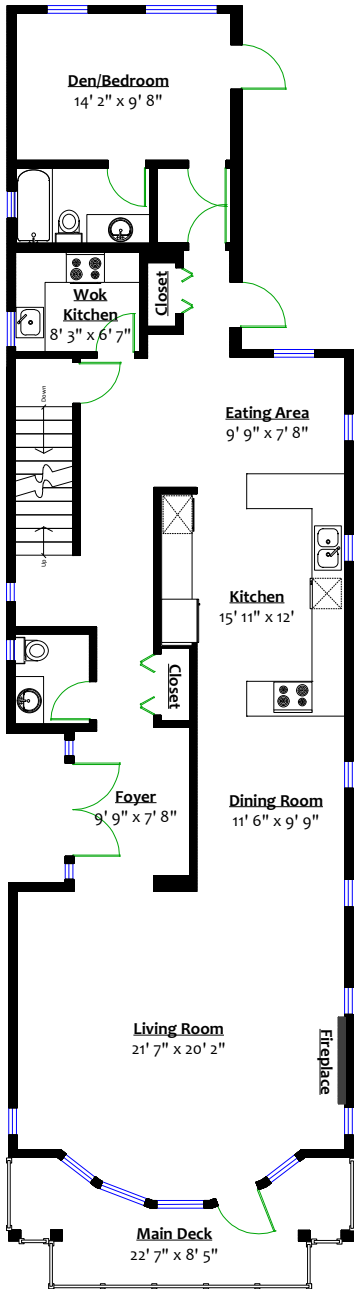 Den/Bedroom
14' 2" x 9' 8"
Closet
Wok
Kitchen
8' 3" x 6' 7"
Down
Eating Area
9' 9" x 7' 8"
Up
Kitchen
15' 11" x 12'
Closet
Foyer
9' 9" x 7' 8"
Dining Room
11' 6" x 9' 9"
Living Room
21' 7" x 20' 2"
Fireplace
Main Deck
22' 7" x 8' 5"